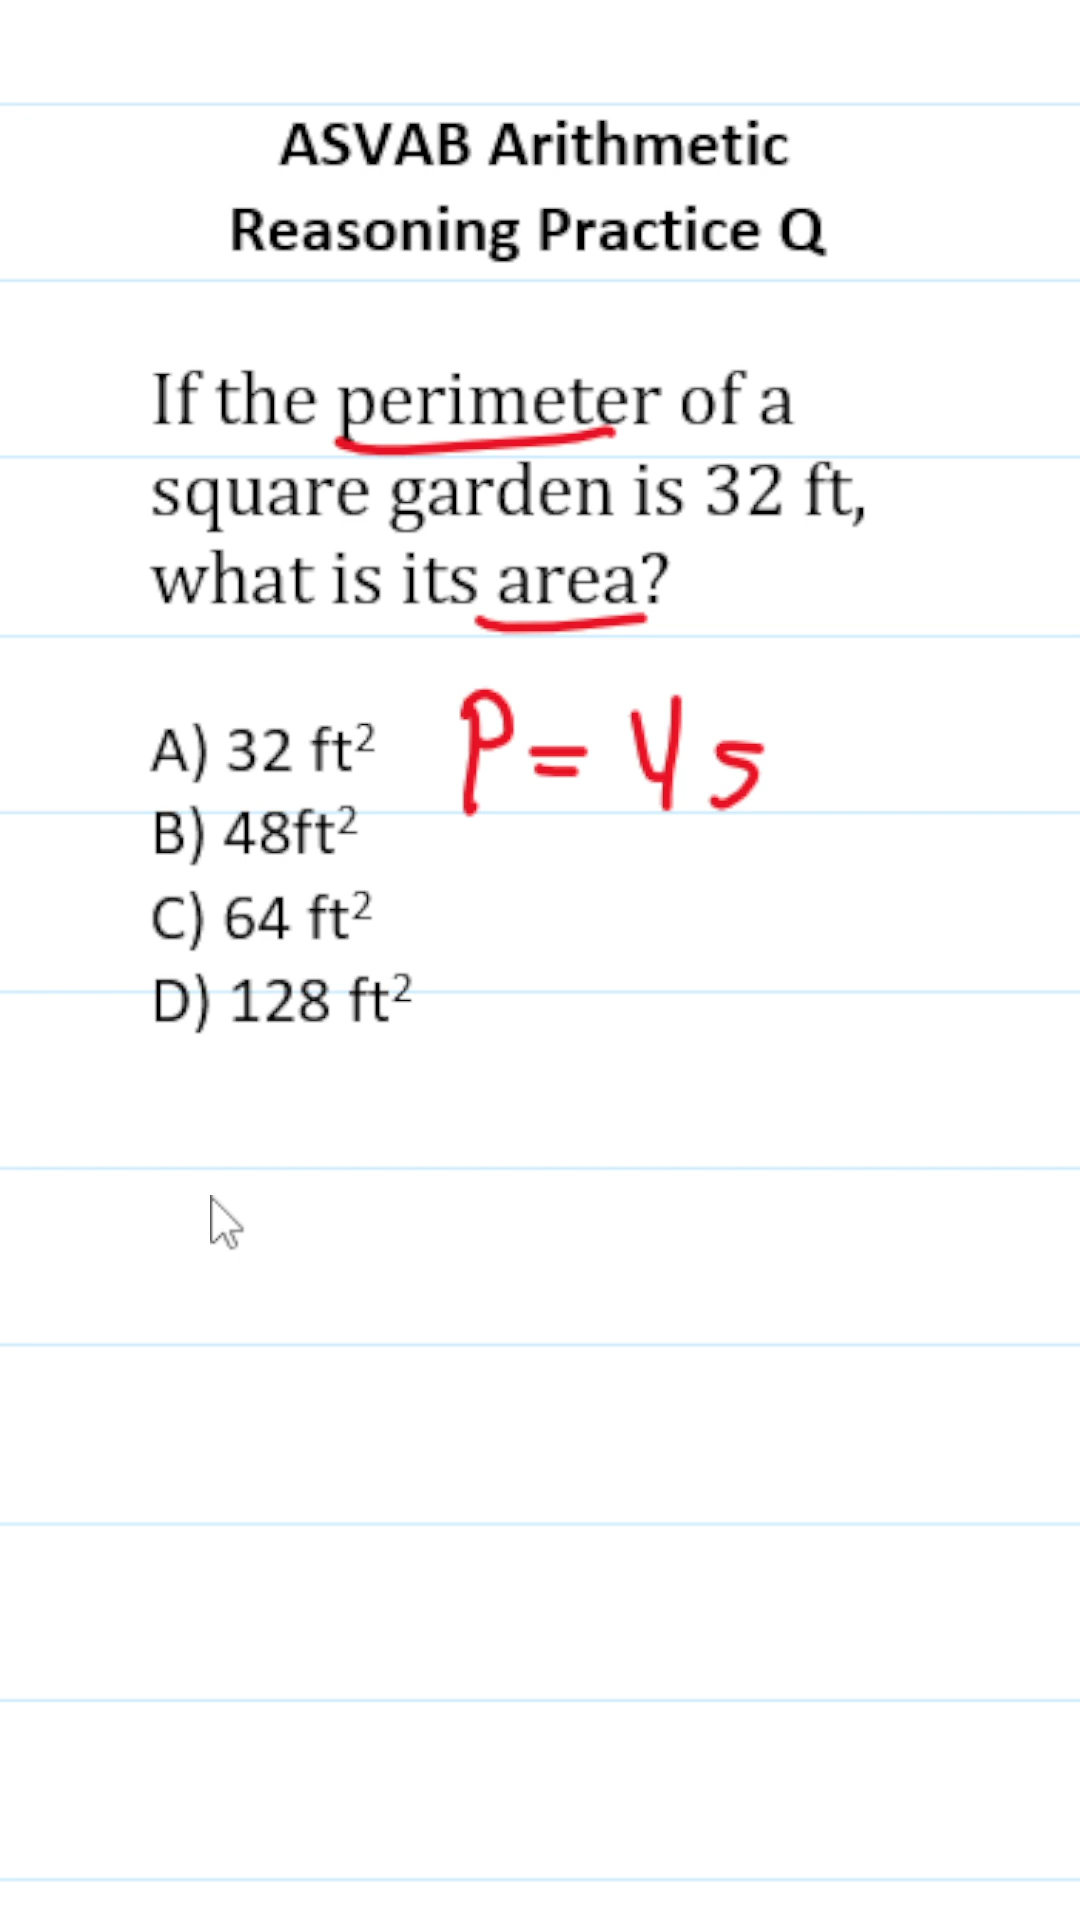 ASVAB Arithmetic
Reasoning Practice Q
If the perimeter of a
square garden is 32 ft,
what is its area?
A) 32 ft²
P = 4s
B) 48ft²
C) 64 ft²
D) 128 ft²